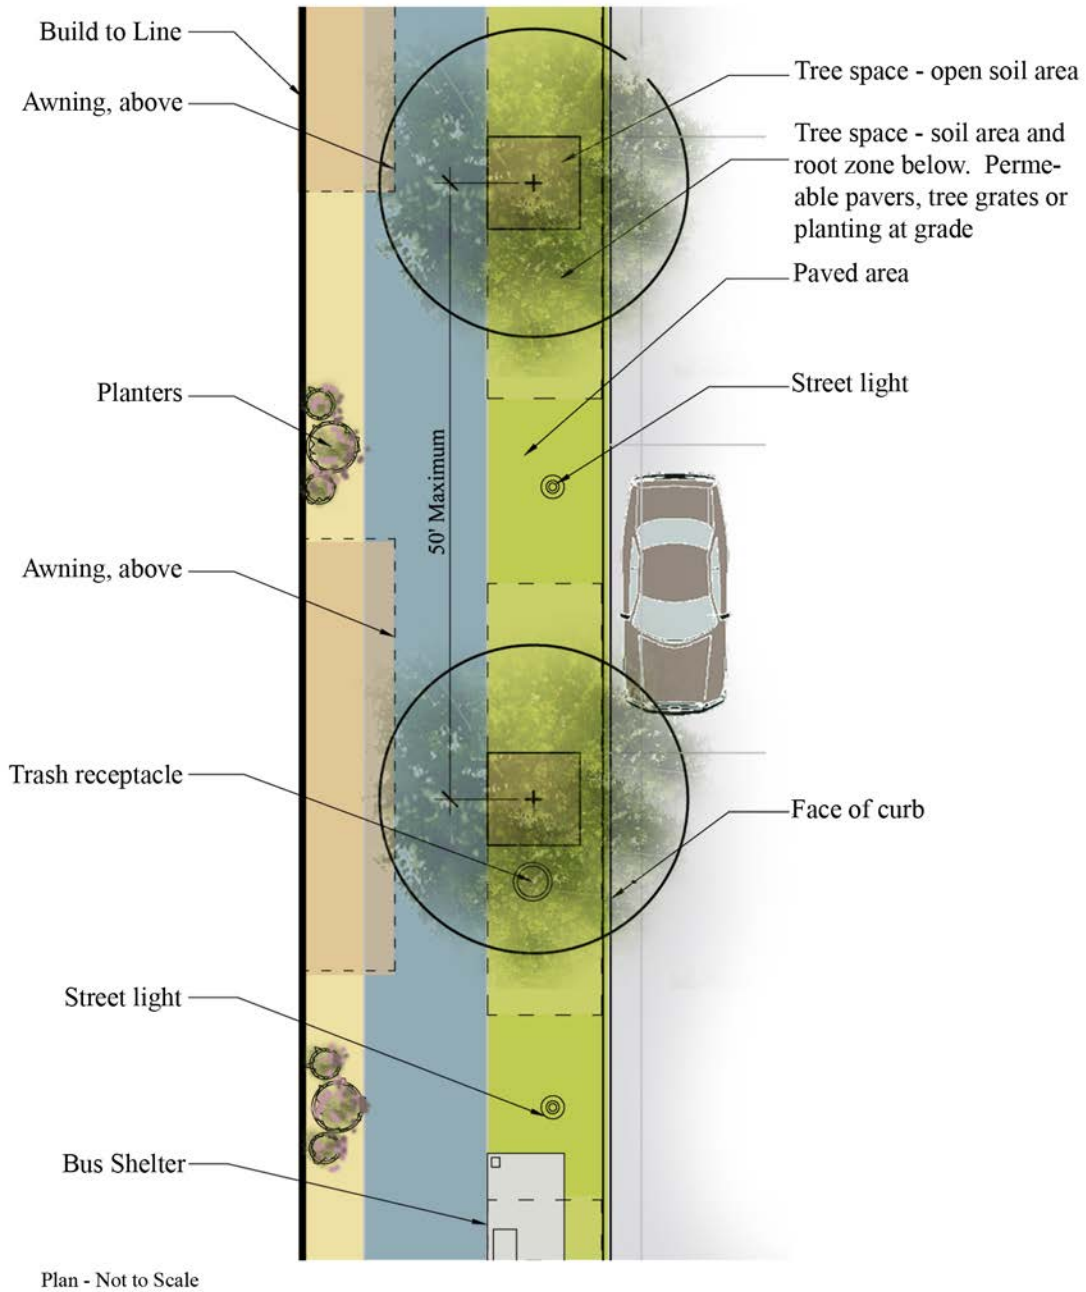 Build to Line
Awning, above
Tree space - open soil area
Tree space - soil area and
root zone below. Perme-
able pavers, tree grates or
planting at grade
Paved area
Street light
Planters
50' Maximum
Awning, above
Trash receptacle
Face of curb
Street light
Bus Shelter
Plan - Not to Scale